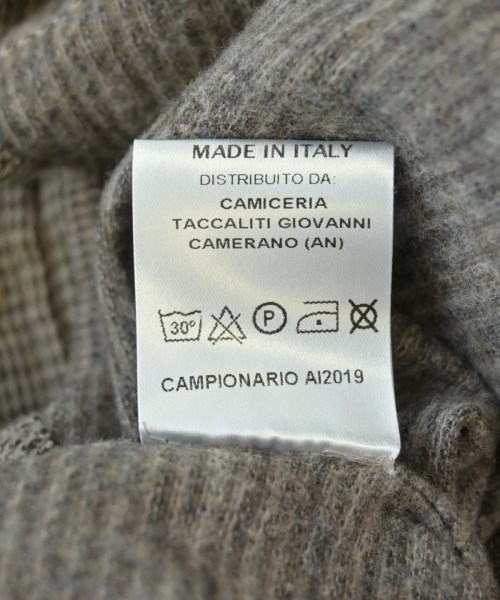 MADE IN ITALY
DISTRIBUITO DA:
CAMICERIA
TACCALITI GIOVANNI
CAMERANO (AN)
30° P
CAMPIONARIO AI2019